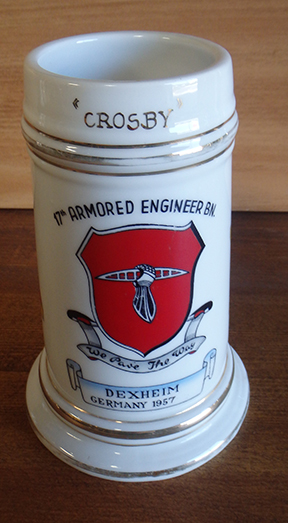 "CROSBY"
17th ARMORED ENGINEER BN.
We Pave The Way
DEXHEIM
GERMANY 1957